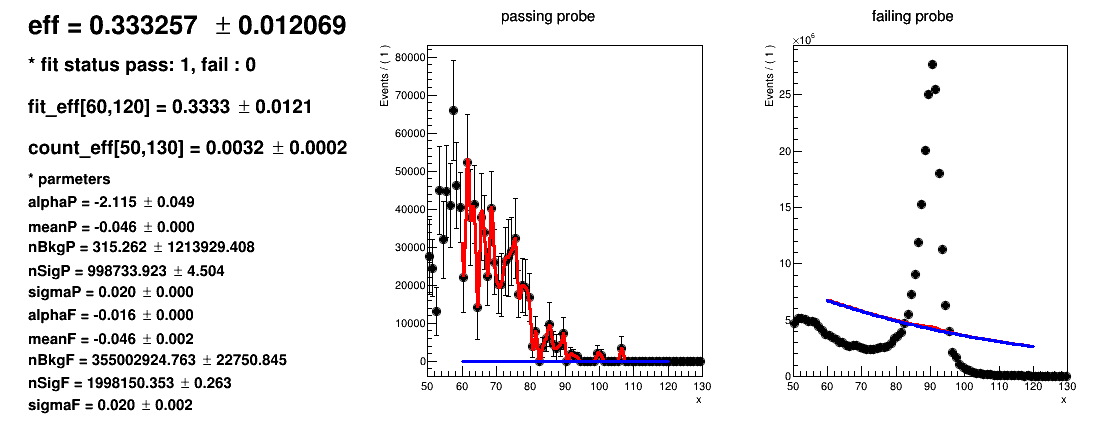 eff = 0.333257 ± 0.012069
* fit status pass: 1, fail : 0
fit_eff[60,120] = 0.3333 ± 0.0121
count_eff[50,130] = 0.0032 ± 0.0002
* parmeters
alphaP = -2.115 ± 0.049
meanP = -0.046 ± 0.000
nBkgP = 315.262 ± 1213929.408
nSigP = 998733.923 ± 4.504
sigmaP = 0.020 ± 0.000
alphaF = -0.016 ± 0.000
meanF = -0.046 ± 0.002
nBkgF = 355002924.763 ± 22750.845
nSigF = 1998150.353 ± 0.263
sigmaF = 0.020 ± 0.002
passing probe
Events / ( 1 )
80000
70000
60000
50000
40000
30000
20000
10000
0
50 60 70 80 90 100 110 120 130
x
failing probe
×10⁶
Events / ( 1 )
25
20
15
10
5
0
50 60 70 80 90 100 110 120 130
x